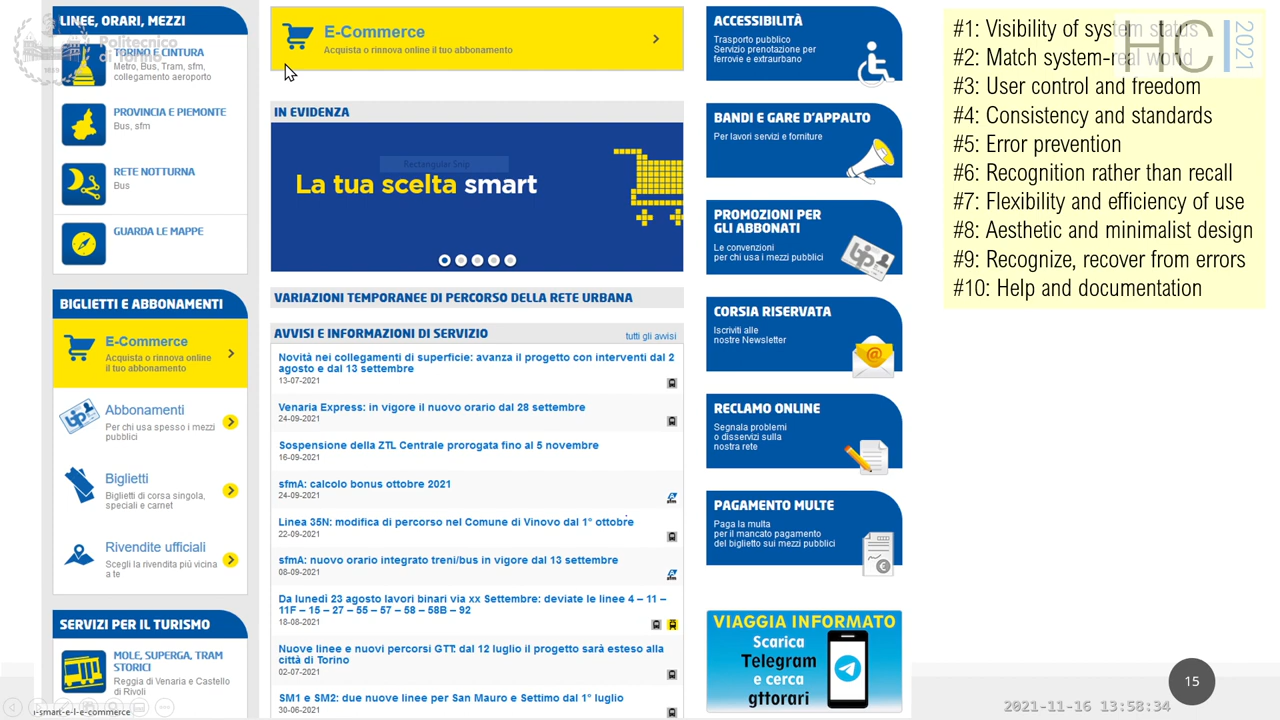 LINEE, ORARI, MEZZI
Politecnico
di Torino
TORINO E CINTURA
Metro, Bus, Tram, sfm,
collegamento aeroporto
PROVINCIA E PIEMONTE
Bus, sfm
RETE NOTTURNA
Bus
GUARDA LE MAPPE
BIGLIETTI E ABBONAMENTI
E-Commerce
Acquista o rinnova online
il tuo abbonamento
Abbonamenti
Per chi usa spesso i mezzi
pubblici
Biglietti
Biglietti di corsa singola,
speciali e carnet
Rivendite ufficiali
Scegli la rivendita più vicina
a te
SERVIZI PER IL TURISMO
MOLE, SUPERGA, TRAM
STORICI
Reggia di Venaria e Castello
di Rivoli
i-smart-e-l-e-commerce
E-Commerce
Acquista o rinnova online il tuo abbonamento
IN EVIDENZA
Rectangular Snip
La tua scelta smart
VARIAZIONI TEMPORANEE DI PERCORSO DELLA RETE URBANA
AVVISI E INFORMAZIONI DI SERVIZIO
tutti gli avvisi
Novità nei collegamenti di superficie: avanza il progetto con interventi dal 2
agosto e dal 13 settembre
13-07-2021
Venaria Express: in vigore il nuovo orario dal 28 settembre
24-09-2021
Sospensione della ZTL Centrale prorogata fino al 5 novembre
16-09-2021
sfmA: calcolo bonus ottobre 2021
24-09-2021
sfm
Linea 35N: modifica di percorso nel Comune di Vinovo dal 1° ottobre
22-09-2021
sfmA: nuovo orario integrato treni/bus in vigore dal 13 settembre
08-09-2021
sfm
Da lunedì 23 agosto lavori binari via xx Settembre: deviate le linee 4 – 11 –
11F – 15 – 27 – 55 – 57 – 58 – 58B – 92
18-08-2021
Nuove linee e nuovi percorsi GTT: dal 12 luglio il progetto sarà esteso alla
città di Torino
02-07-2021
SM1 e SM2: due nuove linee per San Mauro e Settimo dal 1° luglio
30-06-2021
ACCESSIBILITÀ
Trasporto pubblico
Servizio prenotazione per
ferrovie e extraurbano
BANDI E GARE D'APPALTO
Per lavori servizi e forniture
PROMOZIONI PER
GLI ABBONATI
Le convenzioni
per chi usa i mezzi pubblici
bip
CORSIA RISERVATA
Iscriviti alle
nostre Newsletter
@
RECLAMO ONLINE
Segnala problemi
o disservizi sulla
nostra rete
PAGAMENTO MULTE
Paga la multa
per il mancato pagamento
del biglietto sui mezzi pubblici
€
VIAGGIA INFORMATO
Scarica
Telegram
e cerca
gttorari
#1: Visibility of system status
#2: Match system-real world
#3: User control and freedom
#4: Consistency and standards
#5: Error prevention
#6: Recognition rather than recall
#7: Flexibility and efficiency of use
#8: Aesthetic and minimalist design
#9: Recognize, recover from errors
#10: Help and documentation
HCI
2021
15
2021-11-16 13:58:34